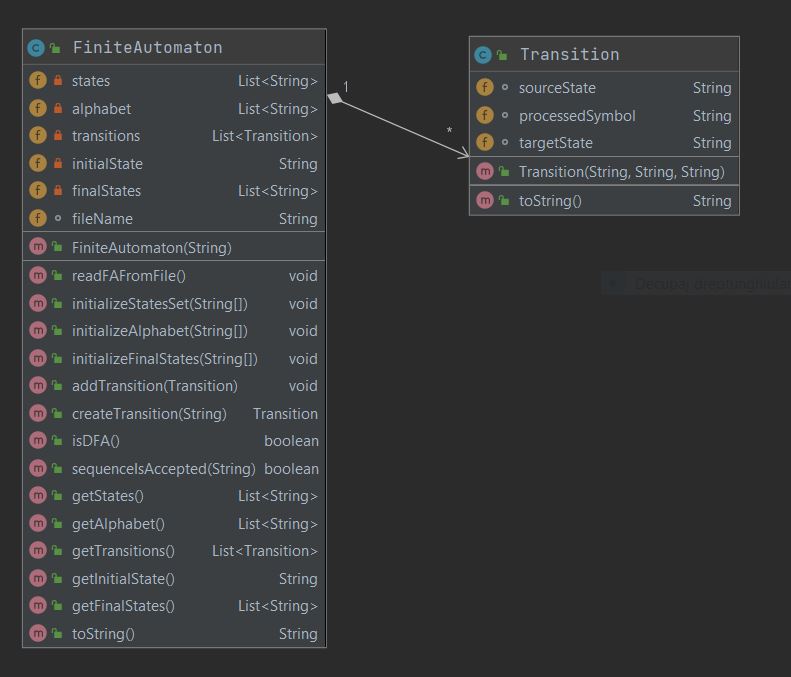 FiniteAutomaton
states List<String>
alphabet List<String>
transitions List<Transition>
initialState String
finalStates List<String>
fileName String
FiniteAutomaton(String)
readFAFromFile() void
initializeStatesSet(String[]) void
initializeAlphabet(String[]) void
initializeFinalStates(String[]) void
addTransition(Transition) void
createTransition(String) Transition
isDFA() boolean
sequenceIsAccepted(String) boolean
getStates() List<String>
getAlphabet() List<String>
getTransitions() List<Transition>
getInitialState() String
getFinalStates() List<String>
toString() String
1
*
Transition
sourceState String
processedSymbol String
targetState String
Transition(String, String, String)
toString() String
Decupaj dreptunghiular